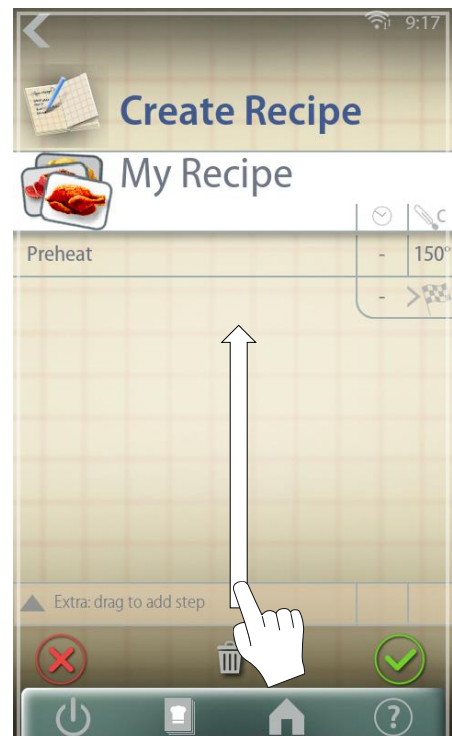 9:17
Create Recipe
My Recipe
C
Preheat - 150°
-
Extra: drag to add step
?